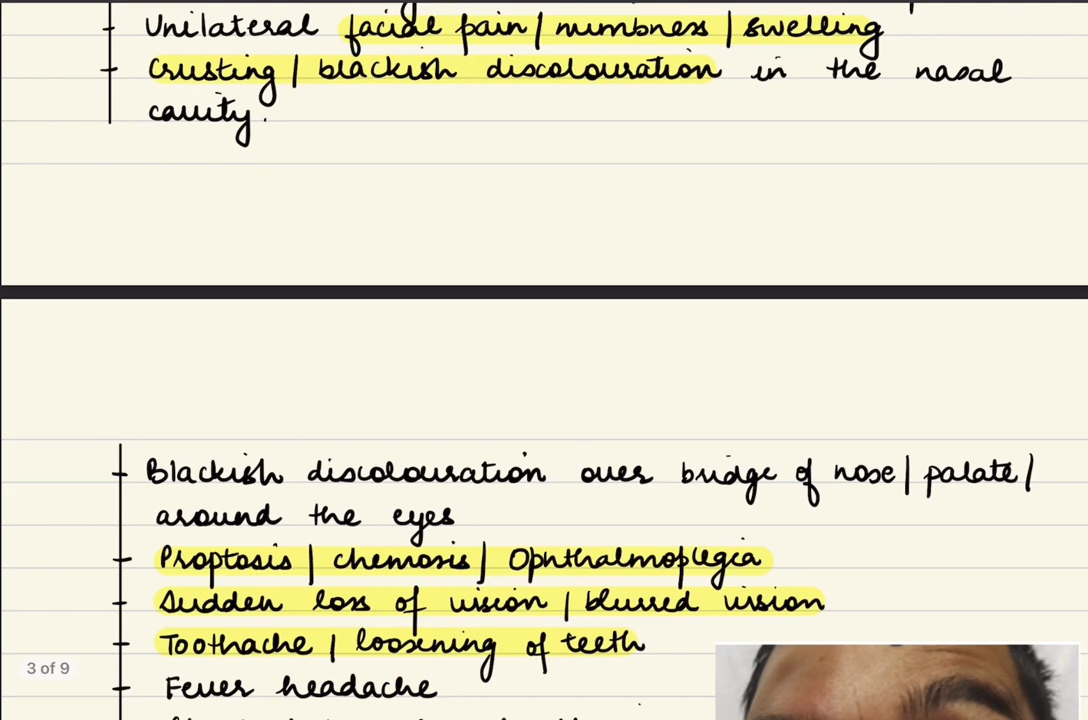 Unilateral facial pain / numbness / swelling
Crusting / blackish discolouration in the nasal
cavity.
Blackish discolouration over bridge of nose / palate /
around the eyes
Proptosis / chemosis / Ophthalmoplegia
Sudden loss of vision / blurred vision
Toothache / loosening of teeth
3 of 9
Fever headache